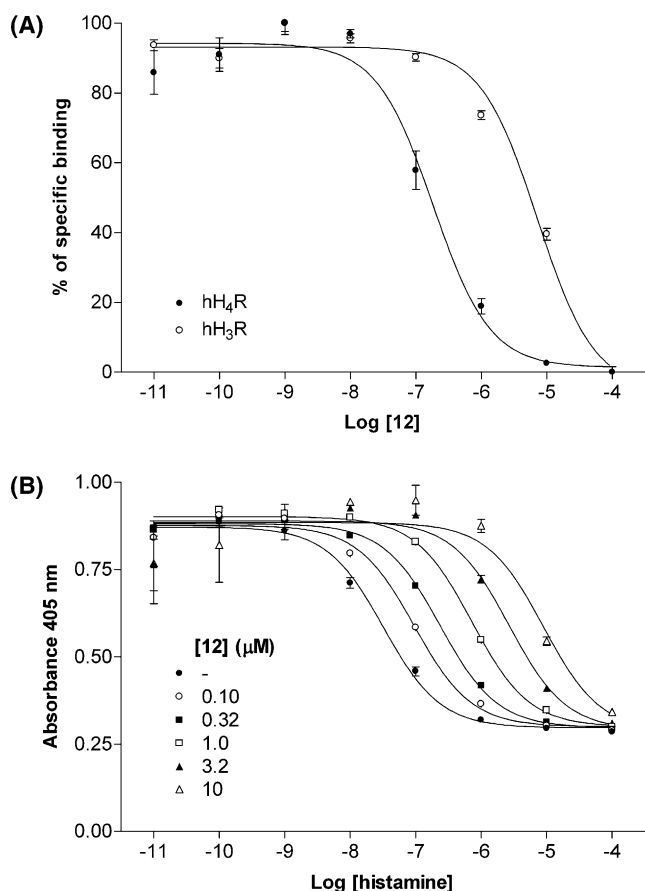 (A)
100
80
60
40
20
0
% of specific binding
hH₄R
hH₃R
-11 -10 -9 -8 -7 -6 -5 -4
Log [12]
(B)
1.00
0.75
0.50
0.25
0.00
Absorbance 405 nm
[12] (μM)
-
0.10
0.32
1.0
3.2
10
-11 -10 -9 -8 -7 -6 -5 -4
Log [histamine]